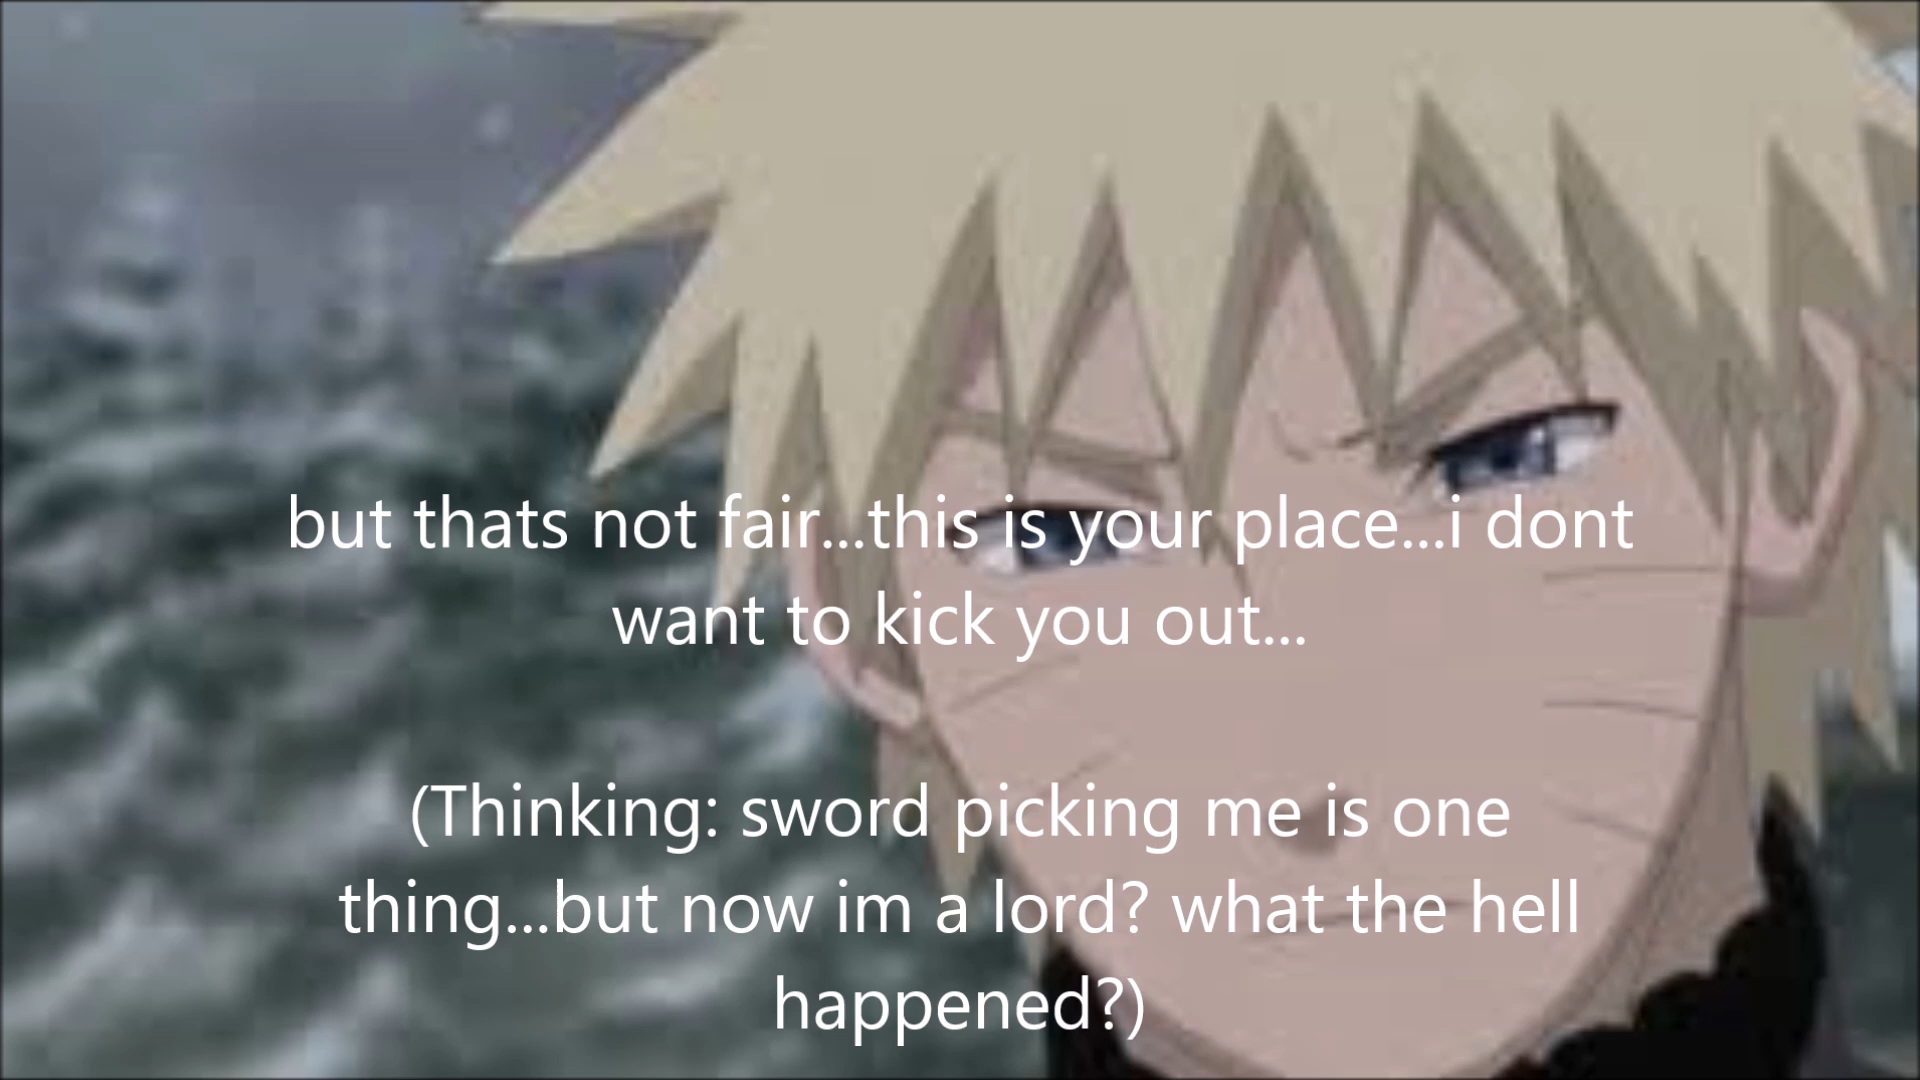 but thats not fair...this is your place...i dont
want to kick you out...
(Thinking: sword picking me is one
thing...but now im a lord? what the hell
happened?)